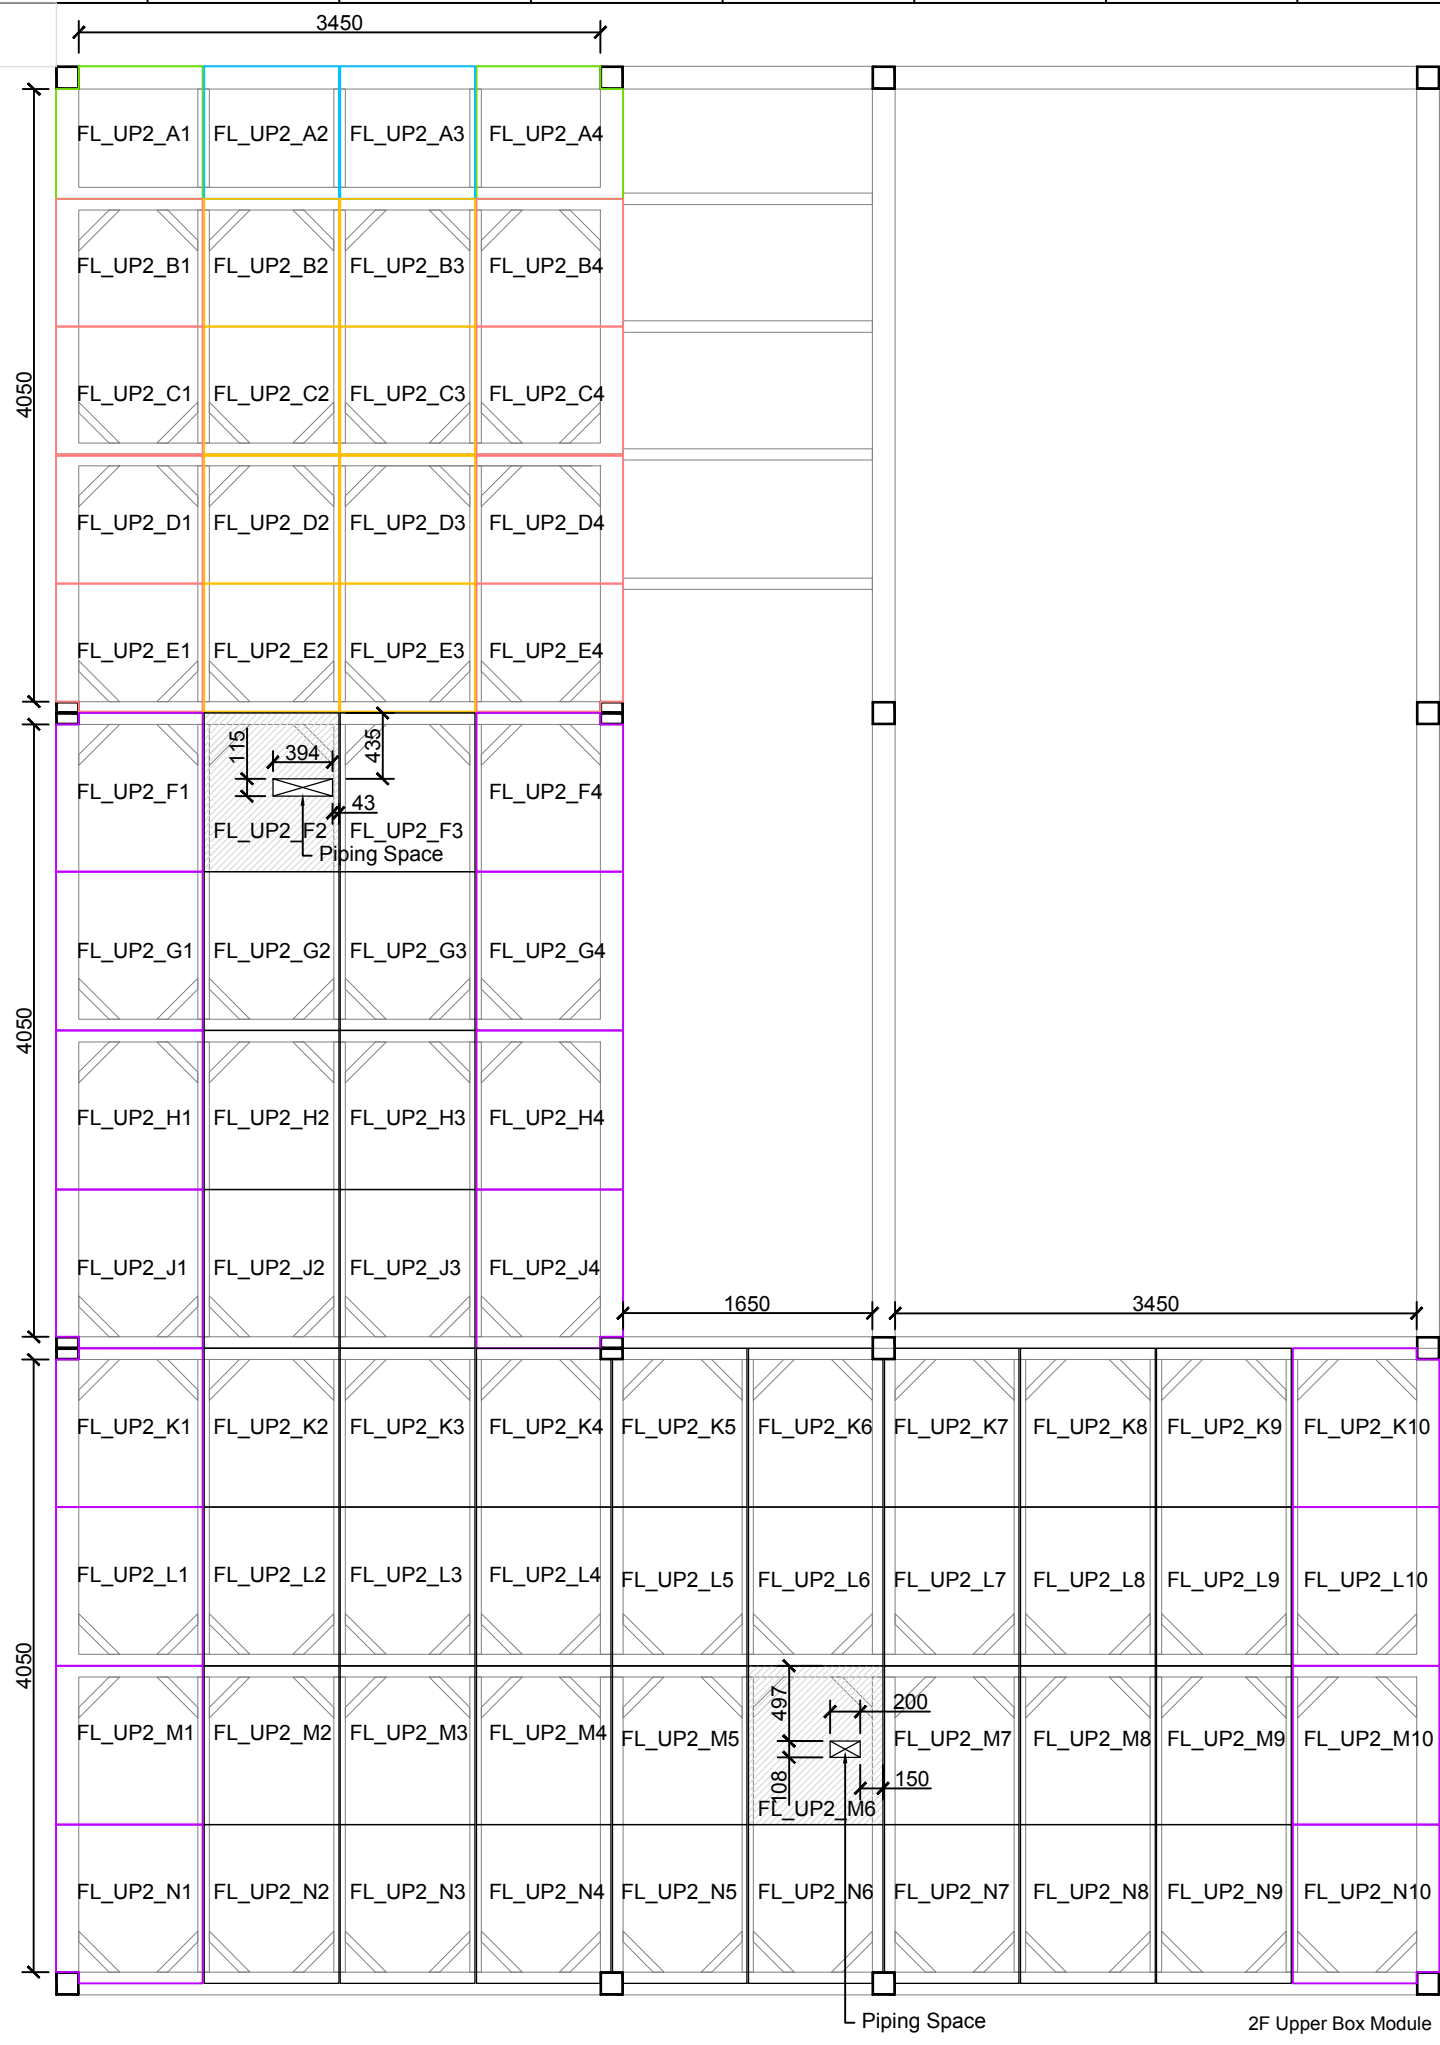 3450
FL_UP2_A1 FL_UP2_A2 FL_UP2_A3 FL_UP2_A4
FL_UP2_B1 FL_UP2_B2 FL_UP2_B3 FL_UP2_B4
4050
FL_UP2_C1 FL_UP2_C2 FL_UP2_C3 FL_UP2_C4
FL_UP2_D1 FL_UP2_D2 FL_UP2_D3 FL_UP2_D4
FL_UP2_E1 FL_UP2_E2 FL_UP2_E3 FL_UP2_E4
115 394 435
43
FL_UP2_F1 FL_UP2_F2 FL_UP2_F3 FL_UP2_F4
Piping Space
FL_UP2_G1 FL_UP2_G2 FL_UP2_G3 FL_UP2_G4
4050
FL_UP2_H1 FL_UP2_H2 FL_UP2_H3 FL_UP2_H4
FL_UP2_J1 FL_UP2_J2 FL_UP2_J3 FL_UP2_J4
1650 3450
FL_UP2_K1 FL_UP2_K2 FL_UP2_K3 FL_UP2_K4 FL_UP2_K5 FL_UP2_K6 FL_UP2_K7 FL_UP2_K8 FL_UP2_K9 FL_UP2_K10
FL_UP2_L1 FL_UP2_L2 FL_UP2_L3 FL_UP2_L4 FL_UP2_L5 FL_UP2_L6 FL_UP2_L7 FL_UP2_L8 FL_UP2_L9 FL_UP2_L10
4050
497 200
FL_UP2_M1 FL_UP2_M2 FL_UP2_M3 FL_UP2_M4 FL_UP2_M5 FL_UP2_M7 FL_UP2_M8 FL_UP2_M9 FL_UP2_M10
108 150
FL_UP2_M6
FL_UP2_N1 FL_UP2_N2 FL_UP2_N3 FL_UP2_N4 FL_UP2_N5 FL_UP2_N6 FL_UP2_N7 FL_UP2_N8 FL_UP2_N9 FL_UP2_N10
Piping Space
2F Upper Box Module